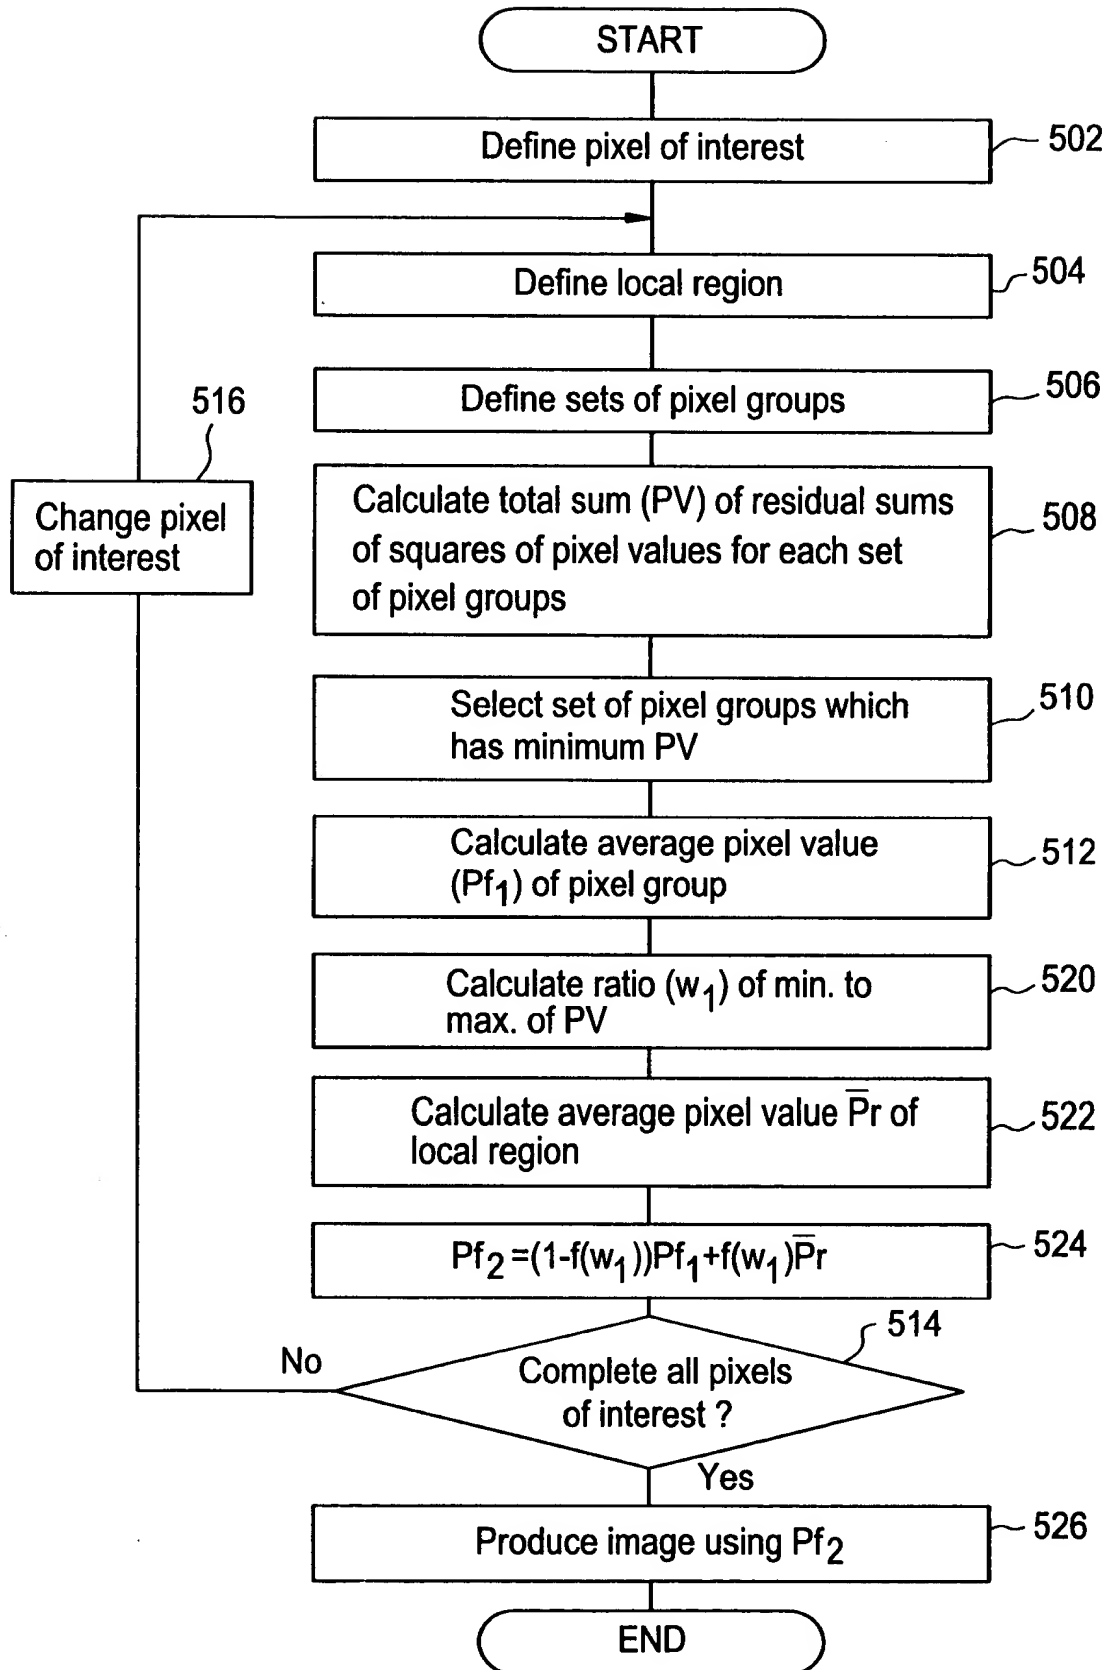 START
Define pixel of interest
502
Define local region
504
Define sets of pixel groups
506
516
Change pixel
of interest
Calculate total sum (PV) of residual sums
of squares of pixel values for each set
of pixel groups
508
Select set of pixel groups which
has minimum PV
510
Calculate average pixel value
(Pf₁) of pixel group
512
Calculate ratio (w₁) of min. to
max. of PV
520
Calculate average pixel value P̅r of
local region
522
Pf₂=(1-f(w₁))Pf₁+f(w₁)P̅r
524
514
No
Complete all pixels
of interest ?
Yes
Produce image using Pf₂
526
END